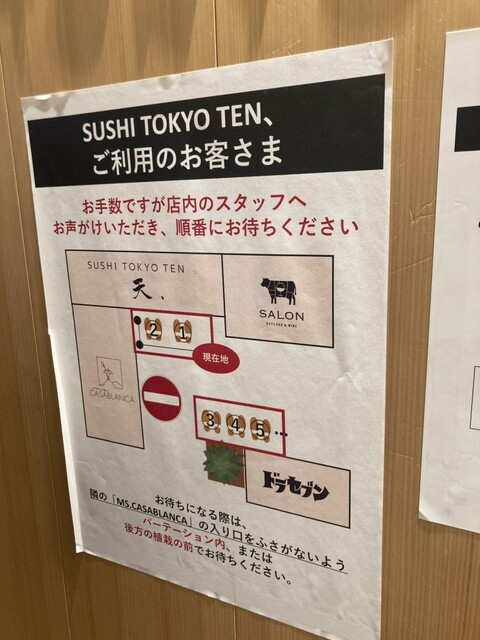 SUSHI TOKYO TEN、
ご利用のお客さま
お手数ですが店内のスタッフへ
お声がけいただき、順番にお待ちください
SUSHI TOKYO TEN
天、
SALON
BUTCHER & WINE
2 1
現在地
CASABLANCA
3 4 5 …
ドラセブン
お待ちになる際は、
隣の「MS.CASABLANCA」の入り口をふさがないよう
パーテーション内、または
後方の植栽の前でお待ちください。